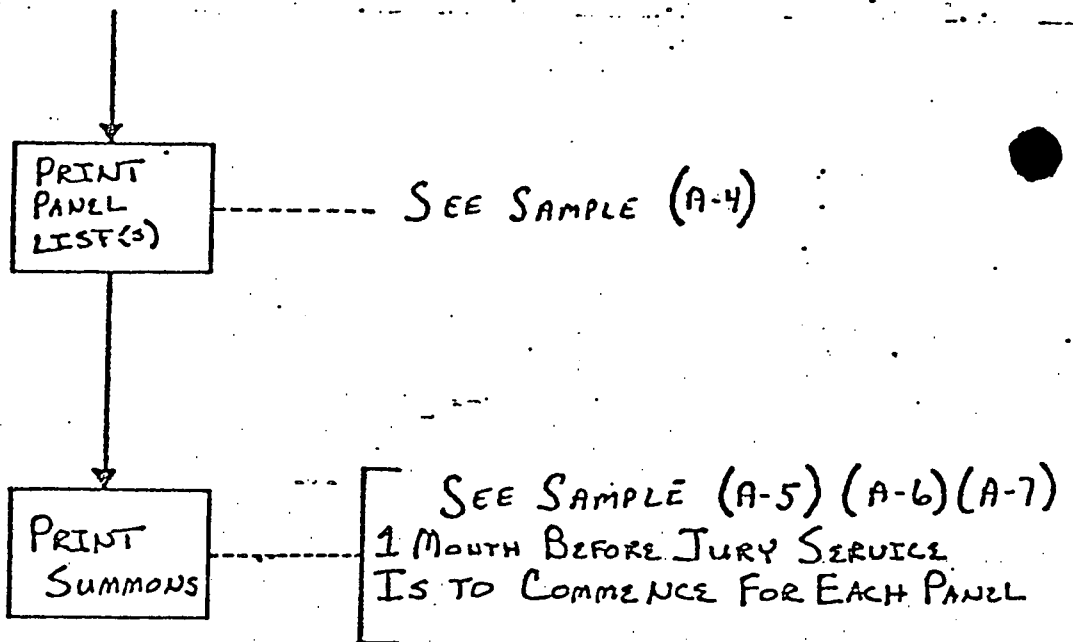 PRINT
PANEL
LIST(S)
SEE SAMPLE (A-4)
PRINT
SUMMONS
SEE SAMPLE (A-5) (A-6) (A-7)
1 MONTH BEFORE JURY SERVICE
IS TO COMMENCE FOR EACH PANEL